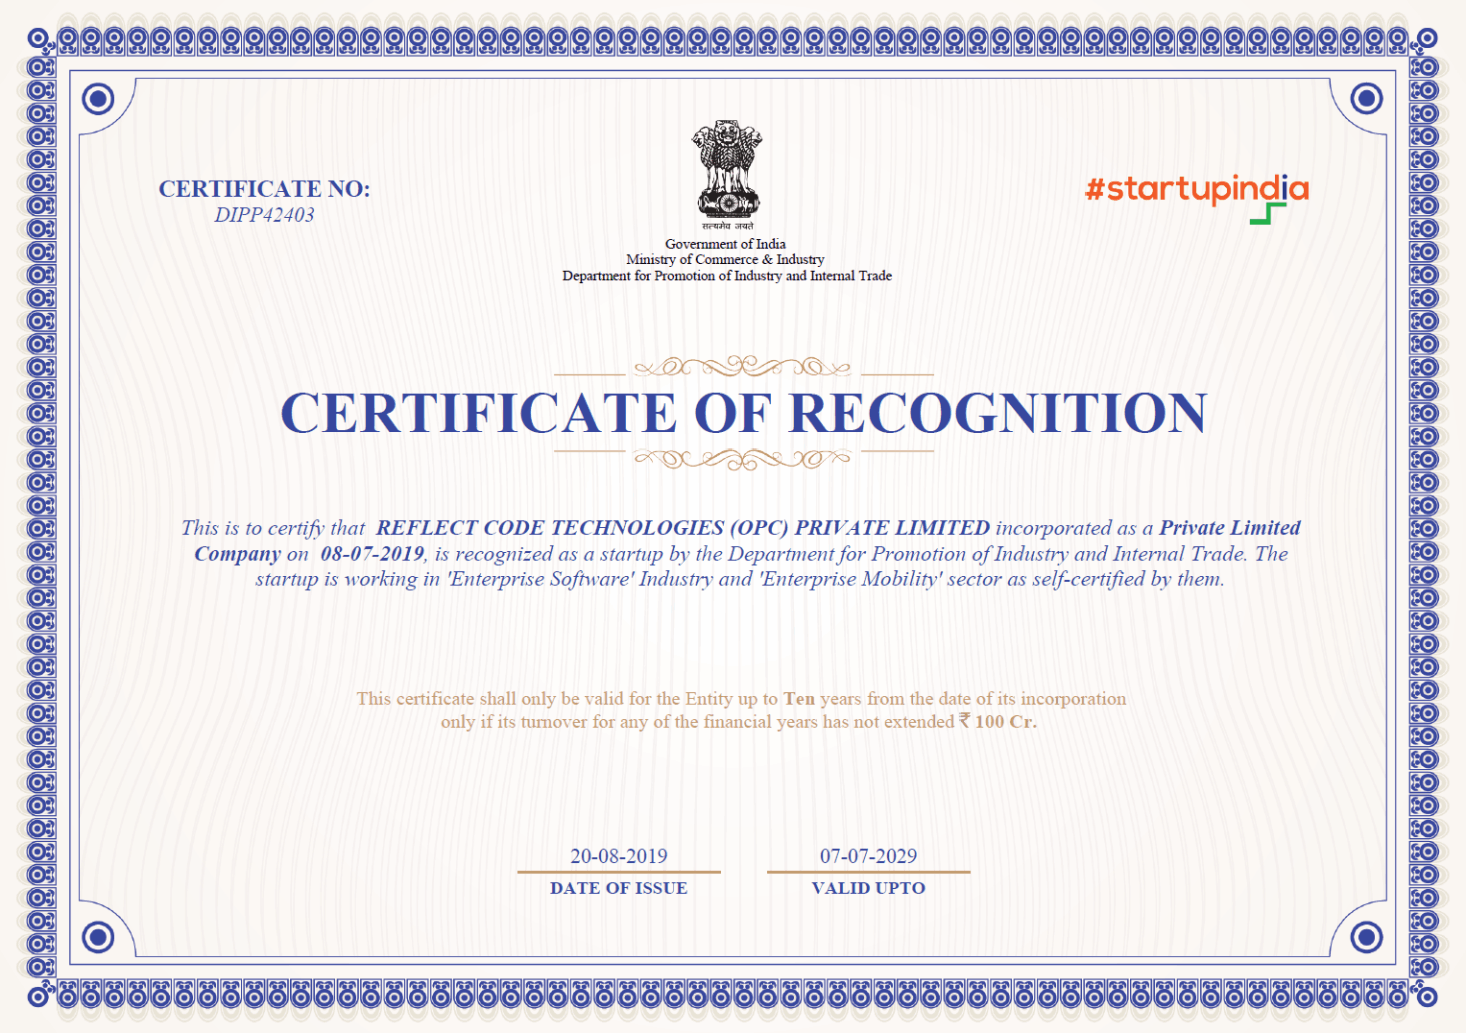 CERTIFICATE NO:
DIPP42403
सत्यमेव जयते
Government of India
Ministry of Commerce & Industry
Department for Promotion of Industry and Internal Trade
#startupindia
CERTIFICATE OF RECOGNITION
This is to certify that REFLECT CODE TECHNOLOGIES (OPC) PRIVATE LIMITED incorporated as a Private Limited
Company on 08-07-2019, is recognized as a startup by the Department for Promotion of Industry and Internal Trade. The
startup is working in 'Enterprise Software' Industry and 'Enterprise Mobility' sector as self-certified by them.
This certificate shall only be valid for the Entity up to Ten years from the date of its incorporation
only if its turnover for any of the financial years has not extended ₹ 100 Cr.
20-08-2019
DATE OF ISSUE
07-07-2029
VALID UPTO